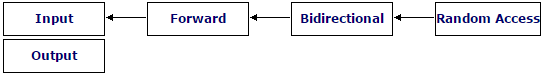 Input
Forward
Bidirectional
Random Access
Output